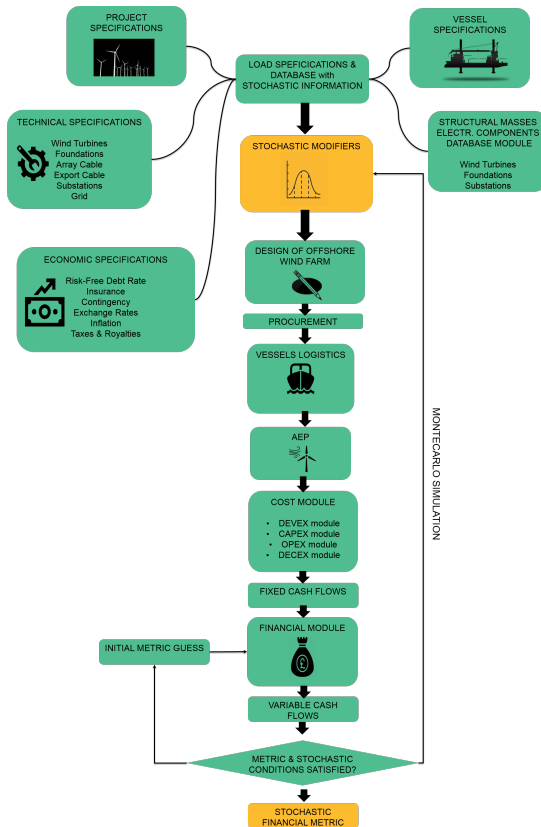 PROJECT
SPECIFICATIONS
VESSEL
SPECIFICATIONS
LOAD SPEFICICATIONS &
DATABASE with
STOCHASTIC INFORMATION
TECHNICAL SPECIFICATIONS
Wind Turbines
Foundations
Array Cable
Export Cable
Substations
Grid
STRUCTURAL MASSES
ELECTR. COMPONENTS
DATABASE MODULE
Wind Turbines
Foundations
Substations
STOCHASTIC MODIFIERS
ECONOMIC SPECIFICATIONS
Risk-Free Debt Rate
Insurance
Contingency
Exchange Rates
Inflation
Taxes & Royalties
DESIGN OF OFFSHORE
WIND FARM
PROCUREMENT
VESSELS LOGISTICS
AEP
MONTECARLO SIMULATION
COST MODULE
• DEVEX module
• CAPEX module
• OPEX module
• DECEX module
FIXED CASH FLOWS
FINANCIAL MODULE
£
INITIAL METRIC GUESS
VARIABLE CASH
FLOWS
METRIC & STOCHASTIC
CONDITIONS SATISFIED?
STOCHASTIC
FINANCIAL METRIC